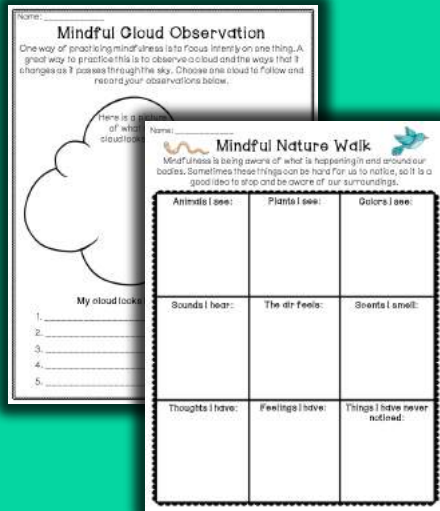 Name:
Mindful Cloud Observation
One way of practicing mindfulness is to focus intently on one thing. A
great way to practice this is to observe a cloud and the ways that it
changes as it passes through the sky. Choose one cloud to follow and
record your observations below.
Here is a picture
of what
cloud looks
My cloud looks
1.
2.
3.
4.
5.
Name:
Mindful Nature Walk
Mindfulness is being aware of what is happening in and around our
bodies. Sometimes these things can be hard for us to notice, so it is a
good idea to stop and be aware of our surroundings.
Animals I see: Plants I see: Colors I see:
Sounds I hear: The air feels: Scents I smell:
Thoughts I have: Feelings I have: Things I have never
noticed: